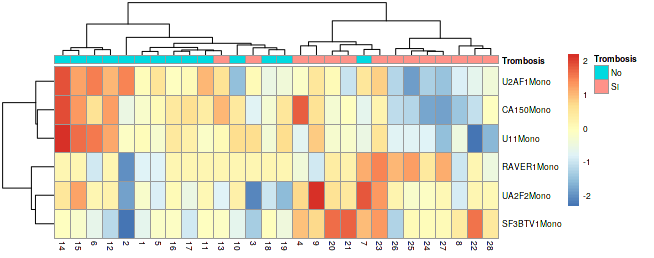 Trombosis
U2AF1Mono
CA150Mono
U11Mono
RAVER1Mono
UA2F2Mono
SF3BTV1Mono
14 15 6 12 2 1 5 16 17 11 13 10 3 18 19 4 9 20 21 7 23 26 25 24 27 8 22 28
2
1
0
-1
-2
Trombosis
No
SI